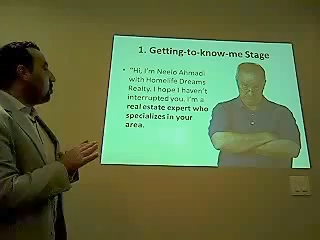 1. Getting-to-know-me Stage
• "Hi, I'm Neelo Ahmadi
with Homelife Dreams
Realty. I hope I haven't
interrupted you. I'm a
real estate expert who
specializes in your
area.